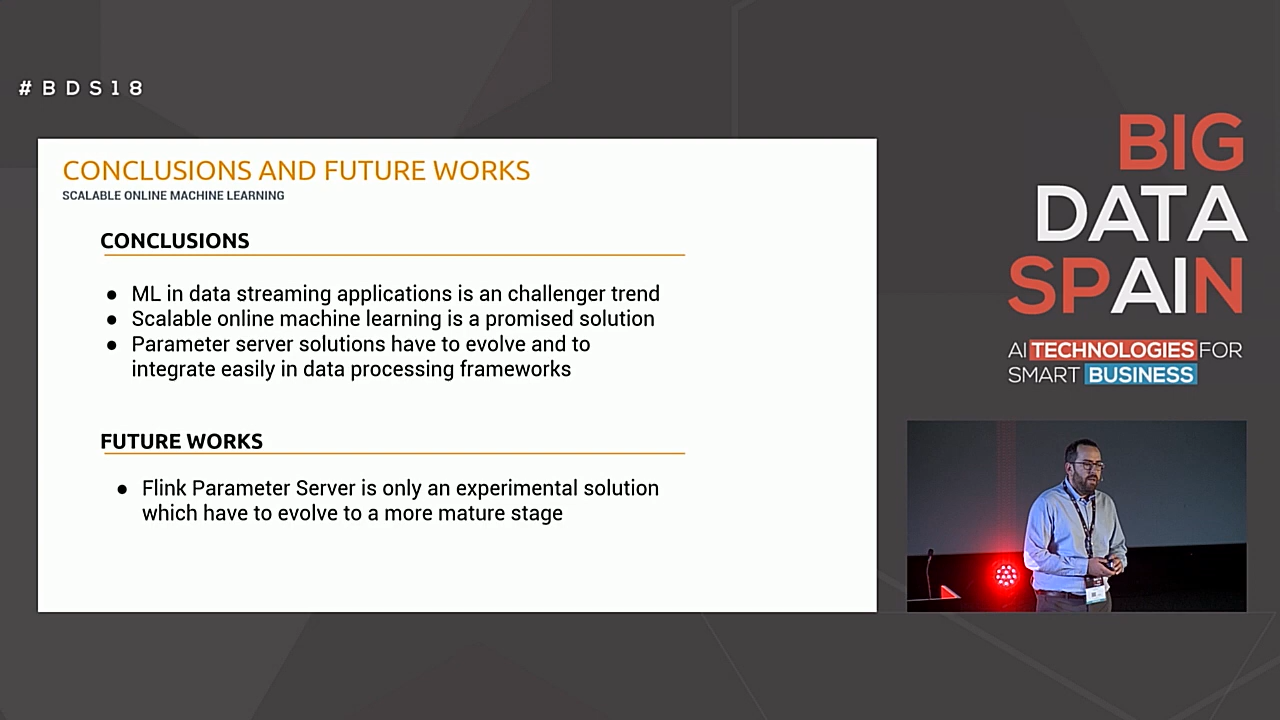 #BDS18
CONCLUSIONS AND FUTURE WORKS
SCALABLE ONLINE MACHINE LEARNING
CONCLUSIONS
● ML in data streaming applications is an challenger trend
● Scalable online machine learning is a promised solution
● Parameter server solutions have to evolve and to
integrate easily in data processing frameworks
FUTURE WORKS
● Flink Parameter Server is only an experimental solution
which have to evolve to a more mature stage
BIG
DATA
SPAIN
AI TECHNOLOGIES FOR
SMART BUSINESS